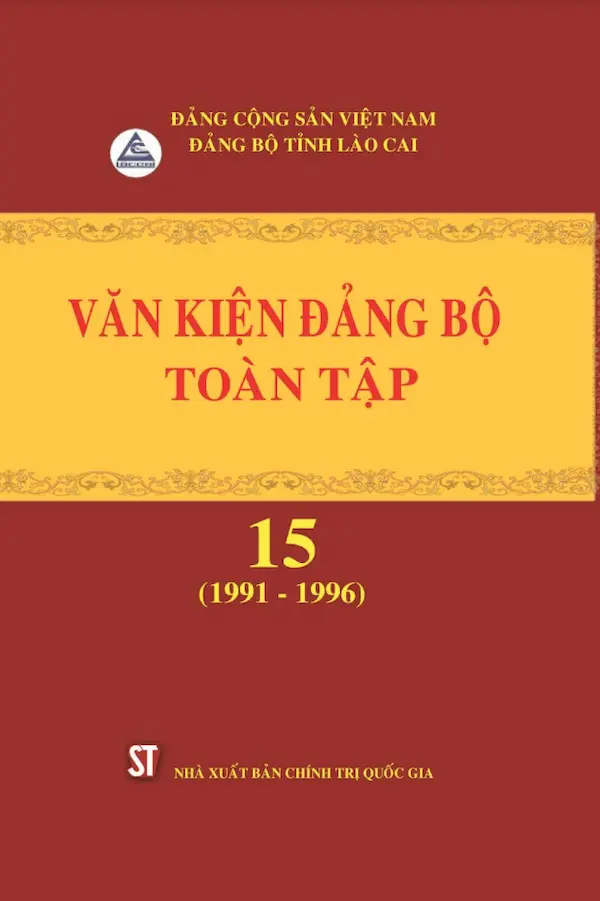 ĐẢNG CỘNG SẢN VIỆT NAM
ĐẢNG BỘ TỈNH LÀO CAI
VĂN KIỆN ĐẢNG BỘ
TOÀN TẬP
15
(1991 - 1996)
ST
NHÀ XUẤT BẢN CHÍNH TRỊ QUỐC GIA